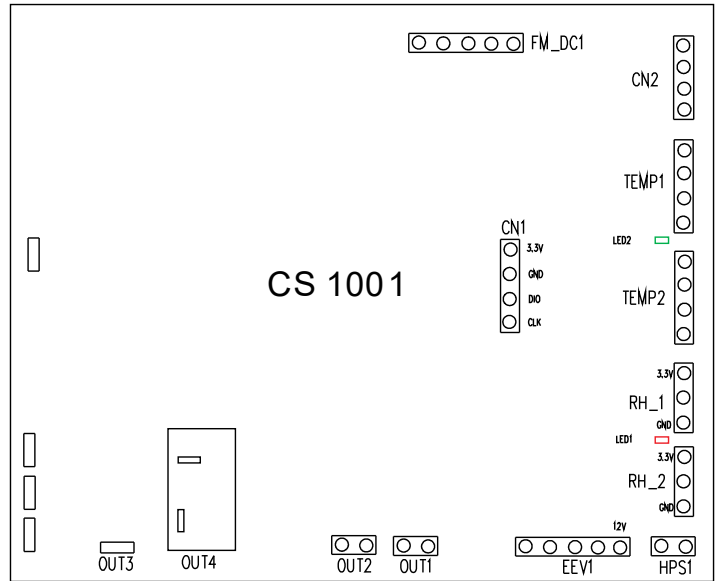 FM_DC1
CN2
TEMP1
CN1
LED2
3.3V
GND
CS 1001
DIO
TEMP2
CLK
3.3V
RH_1
GND
LED1
3.3V
RH_2
GND
12V
OUT3
OUT4
OUT2
OUT1
EEV1
HPS1